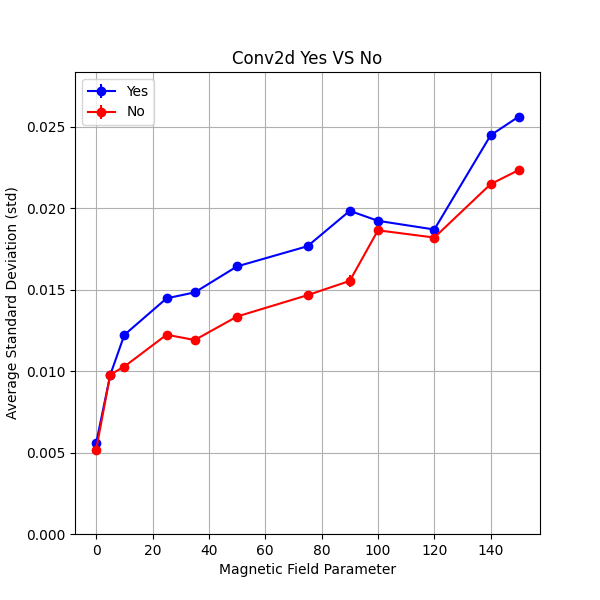 Conv2d Yes VS No
Yes
No
Average Standard Deviation (std)
0.025
0.020
0.015
0.010
0.005
0.000
0 20 40 60 80 100 120 140
Magnetic Field Parameter